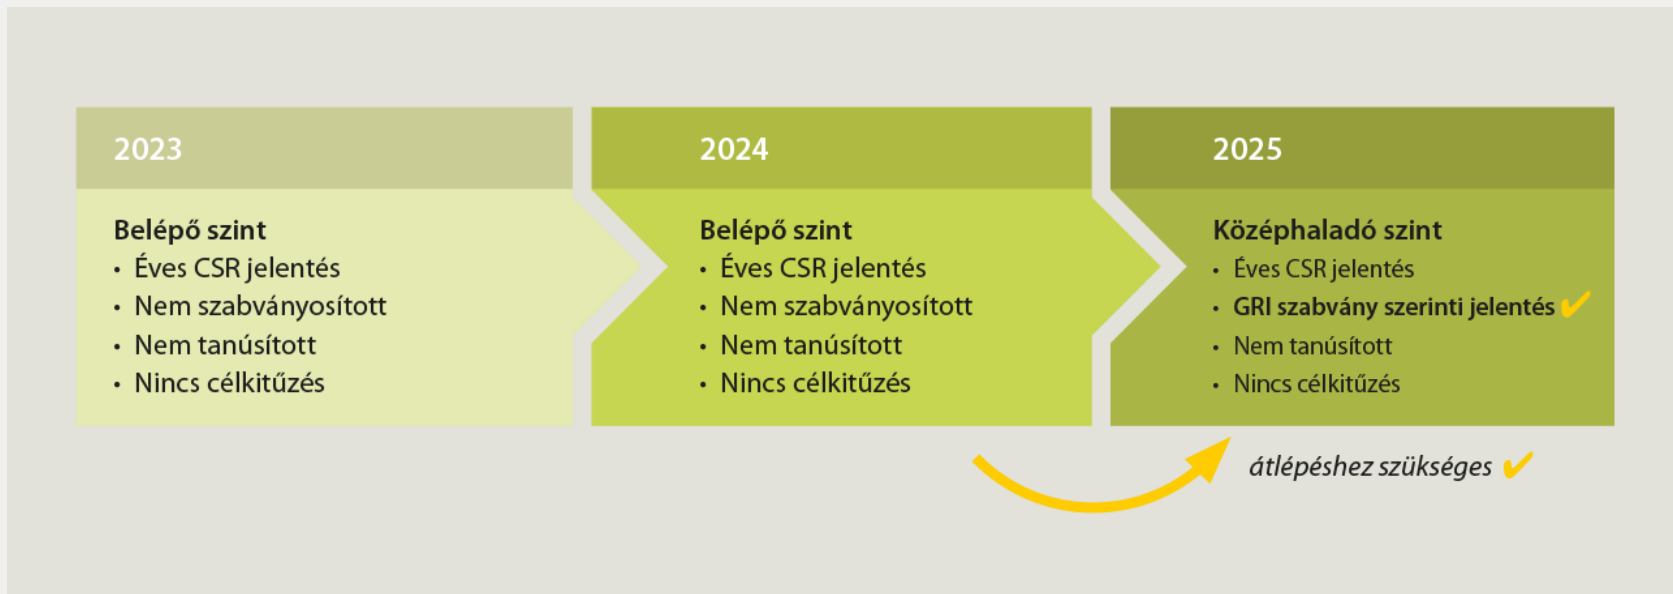 2023
Belépő szint
• Éves CSR jelentés
• Nem szabványosított
• Nem tanúsított
• Nincs célkitűzés
2024
Belépő szint
• Éves CSR jelentés
• Nem szabványosított
• Nem tanúsított
• Nincs célkitűzés
2025
Középhaladó szint
• Éves CSR jelentés
• GRI szabvány szerinti jelentés ✔
• Nem tanúsított
• Nincs célkitűzés
átlépéshez szükséges ✔